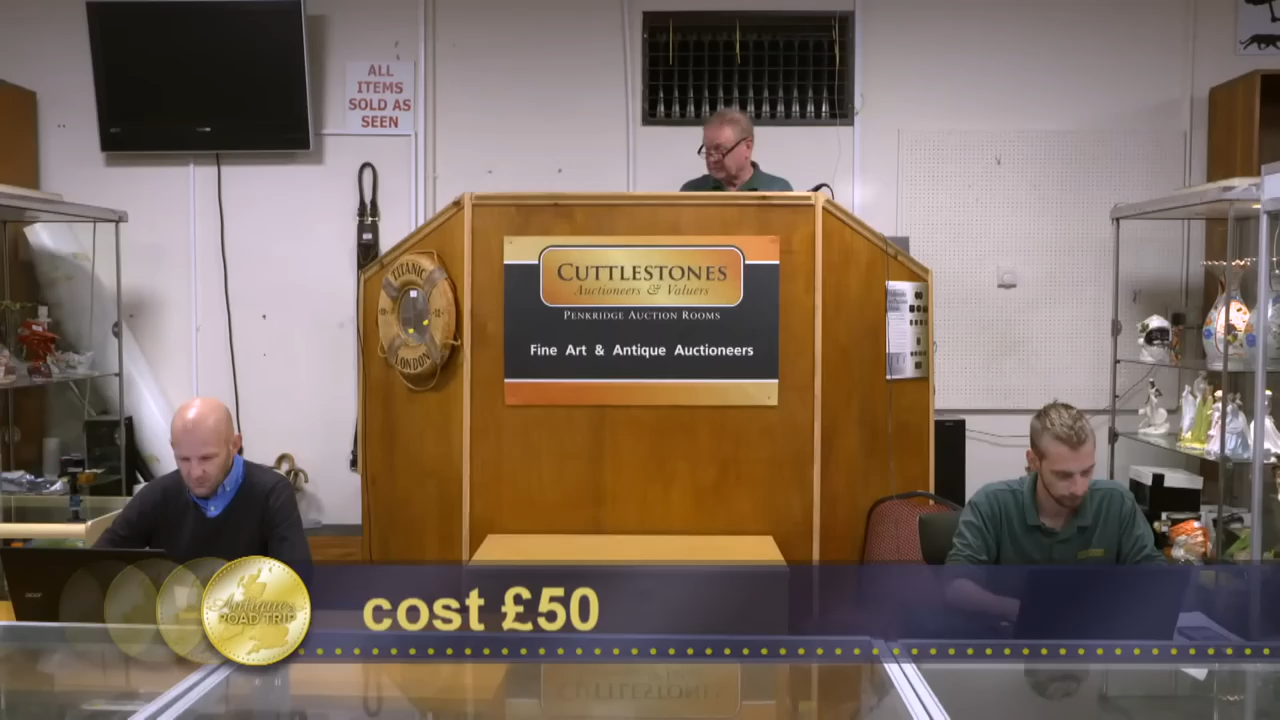 ALL
ITEMS
SOLD AS
SEEN
TITANIC
LONDON
CUTTLESTONES
Auctioneers & Valuers
PENKRIDGE AUCTION ROOMS
Fine Art & Antique Auctioneers
acer
Antiques
ROAD TRIP
cost £50